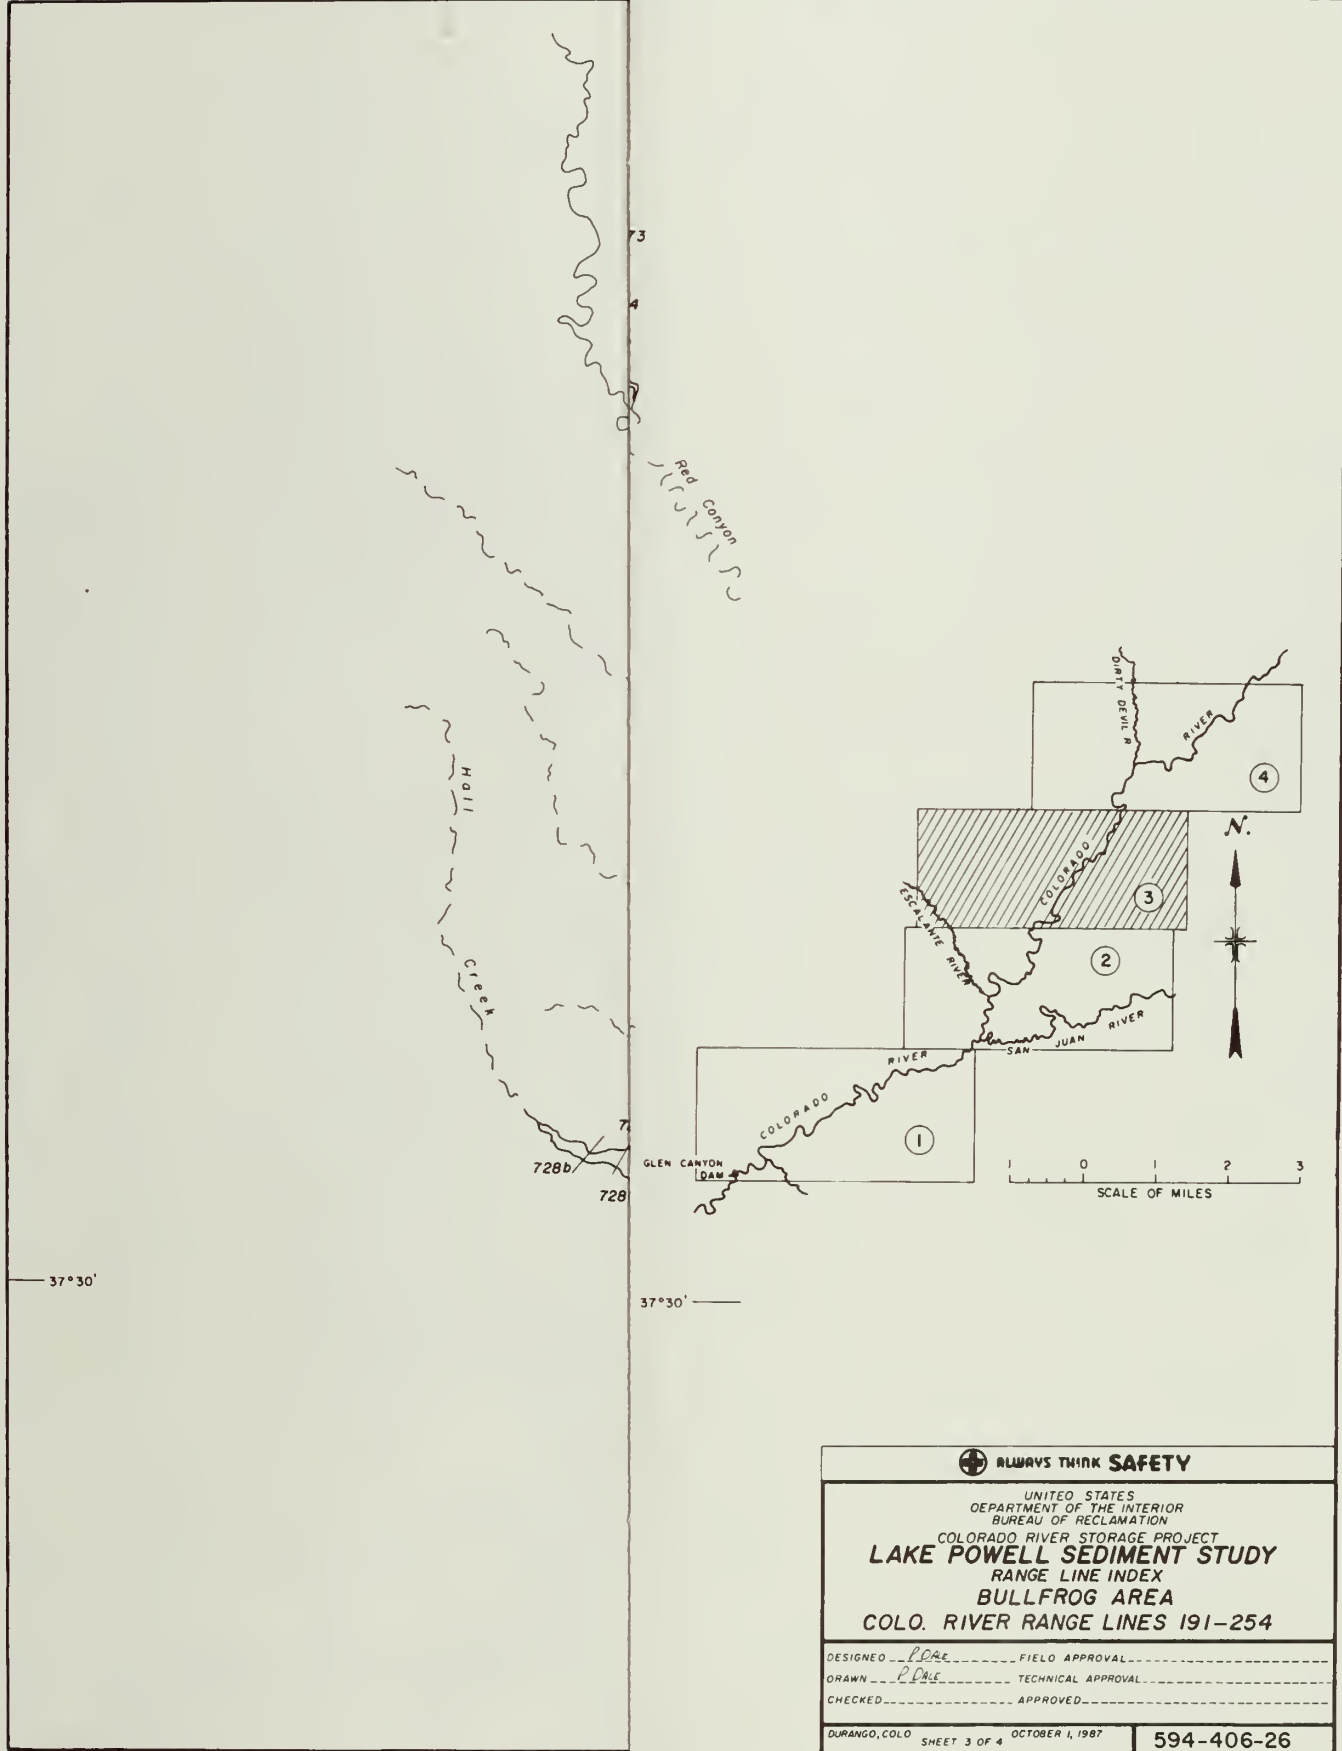 73
4
Red Canyon
Hall
Creek
7
728b
728
37°30'
37°30'
DIRTY DEVIL R
RIVER
4
N.
COLORADO
3
ESCALANTE RIVER
2
SAN JUAN RIVER
RIVER
COLORADO
1
GLEN CANYON
DAM
1 0 1 2 3
SCALE OF MILES
ALWAYS THINK SAFETY
UNITED STATES
DEPARTMENT OF THE INTERIOR
BUREAU OF RECLAMATION
COLORADO RIVER STORAGE PROJECT
LAKE POWELL SEDIMENT STUDY
RANGE LINE INDEX
BULLFROG AREA
COLO. RIVER RANGE LINES 191-254
DESIGNED P DALE FIELD APPROVAL
DRAWN P DALE TECHNICAL APPROVAL
CHECKED APPROVED
DURANGO, COLO SHEET 3 OF 4 OCTOBER 1, 1987
594-406-26